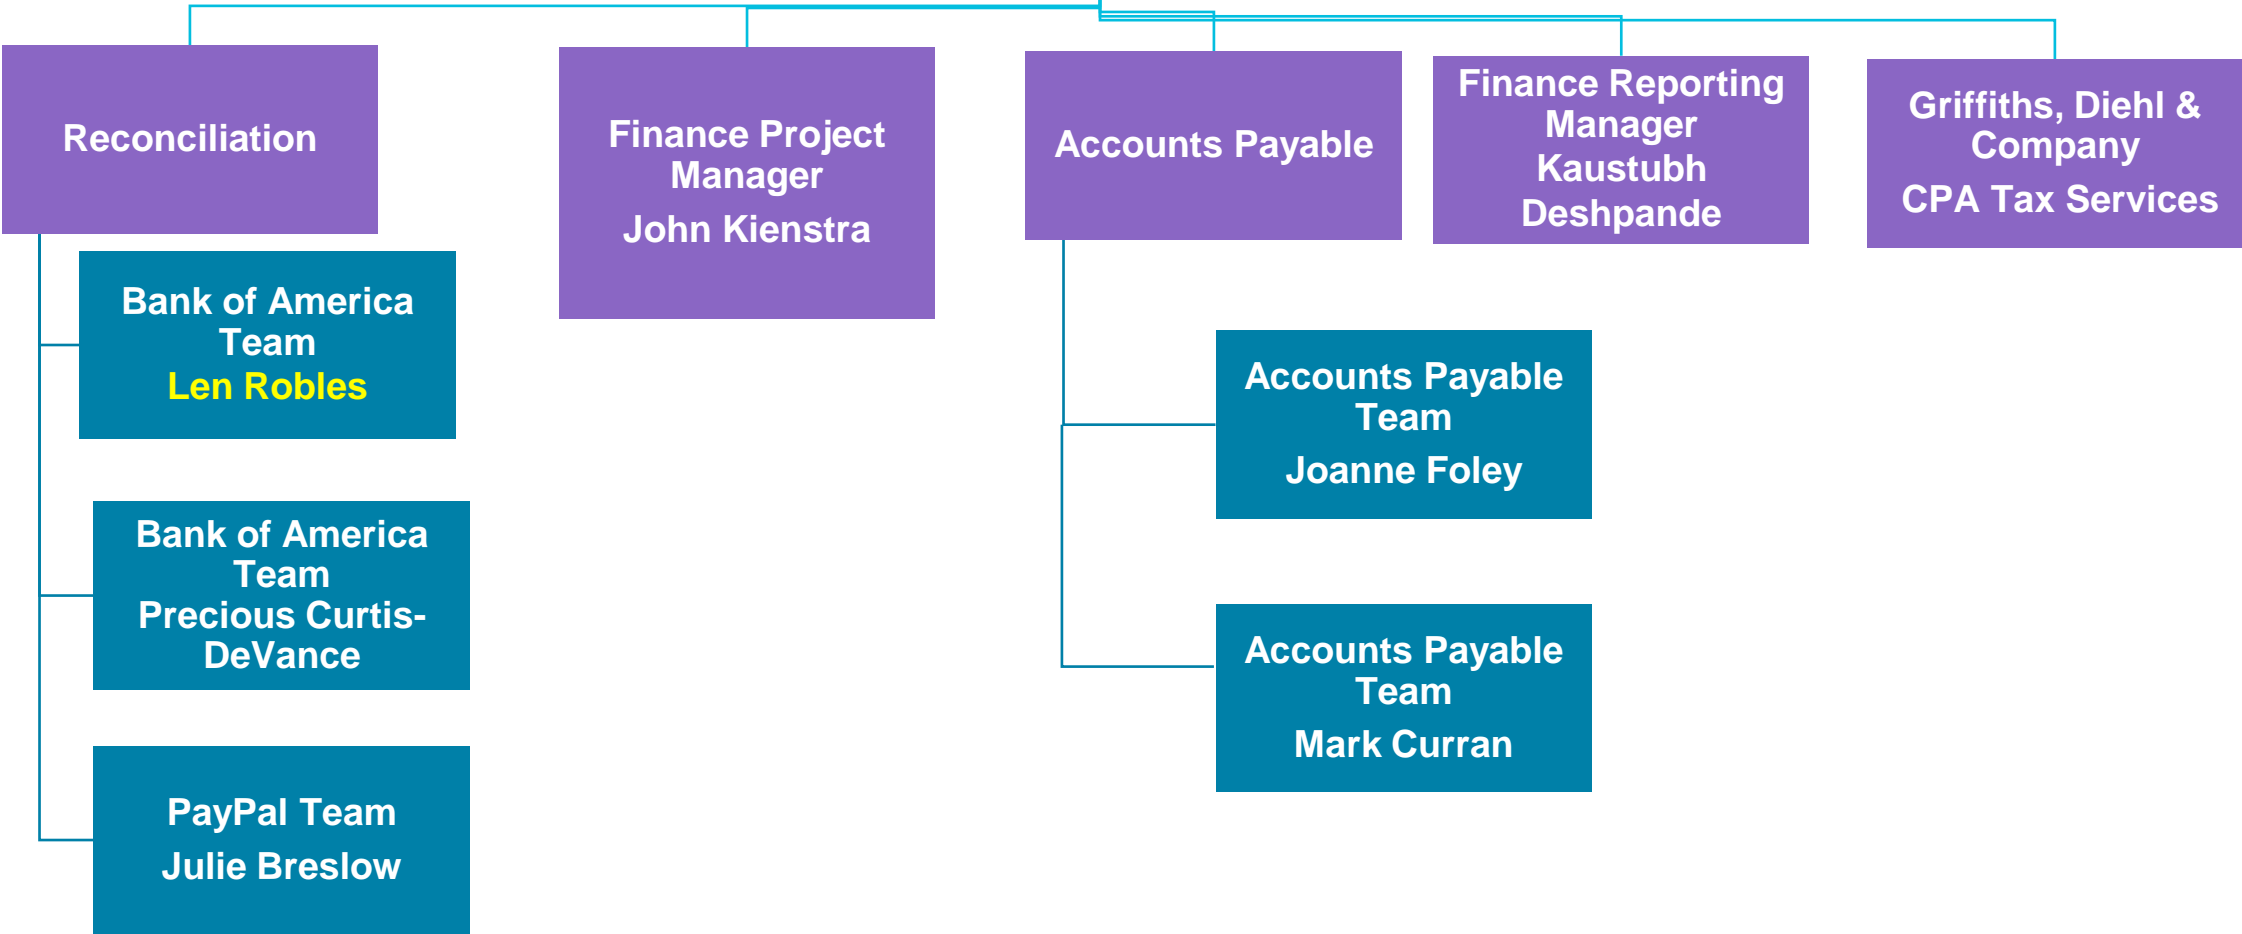 Reconciliation
Bank of America
Team
Len Robles
Bank of America
Team
Precious Curtis-
DeVance
PayPal Team
Julie Breslow
Finance Project
Manager
John Kienstra
Accounts Payable
Accounts Payable
Team
Joanne Foley
Accounts Payable
Team
Mark Curran
Finance Reporting
Manager
Kaustubh
Deshpande
Griffiths, Diehl &
Company
CPA Tax Services